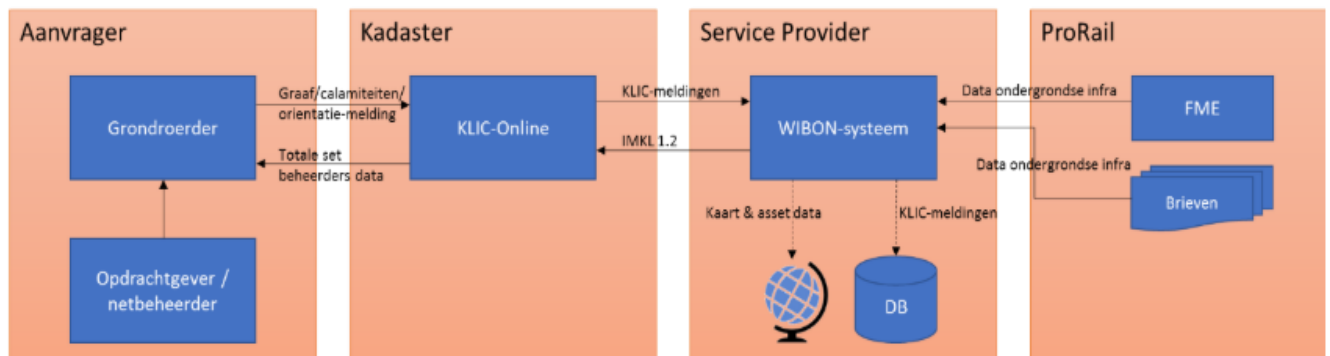 Aanvrager
Grondroerder
Opdrachtgever /
netbeheerder
Graaf/calamiteiten/
orientatie-melding
Totale set
beheerders data
Kadaster
KLIC-Online
KLIC-meldingen
IMKL 1.2
Service Provider
WIBON-systeem
Kaart & asset data
KLIC-meldingen
DB
ProRail
Data ondergrondse infra
FME
Data ondergrondse infra
Brieven